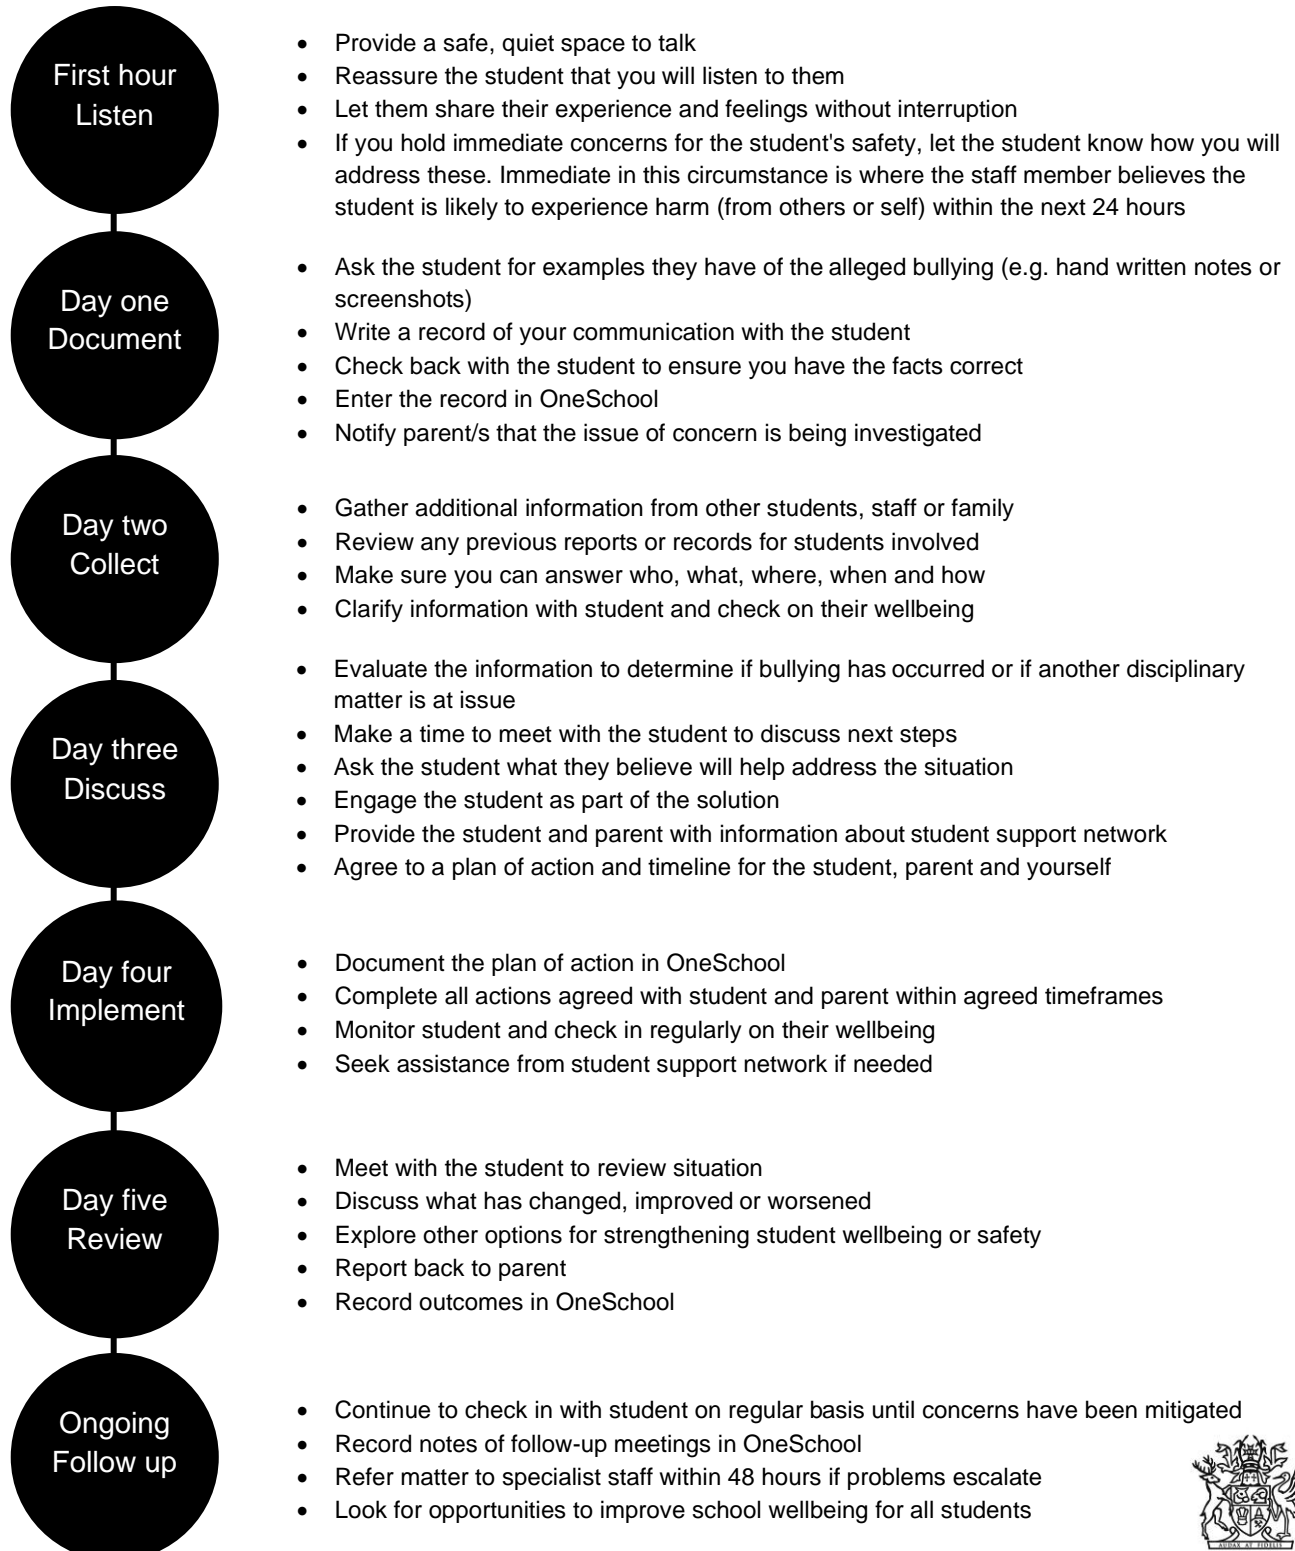 First hour
Listen
• Provide a safe, quiet space to talk
• Reassure the student that you will listen to them
• Let them share their experience and feelings without interruption
• If you hold immediate concerns for the student's safety, let the student know how you will
address these. Immediate in this circumstance is where the staff member believes the
student is likely to experience harm (from others or self) within the next 24 hours
Day one
Document
• Ask the student for examples they have of the alleged bullying (e.g. hand written notes or
screenshots)
• Write a record of your communication with the student
• Check back with the student to ensure you have the facts correct
• Enter the record in OneSchool
• Notify parent/s that the issue of concern is being investigated
Day two
Collect
• Gather additional information from other students, staff or family
• Review any previous reports or records for students involved
• Make sure you can answer who, what, where, when and how
• Clarify information with student and check on their wellbeing
Day three
Discuss
• Evaluate the information to determine if bullying has occurred or if another disciplinary
matter is at issue
• Make a time to meet with the student to discuss next steps
• Ask the student what they believe will help address the situation
• Engage the student as part of the solution
• Provide the student and parent with information about student support network
• Agree to a plan of action and timeline for the student, parent and yourself
Day four
Implement
• Document the plan of action in OneSchool
• Complete all actions agreed with student and parent within agreed timeframes
• Monitor student and check in regularly on their wellbeing
• Seek assistance from student support network if needed
Day five
Review
• Meet with the student to review situation
• Discuss what has changed, improved or worsened
• Explore other options for strengthening student wellbeing or safety
• Report back to parent
• Record outcomes in OneSchool
Ongoing
Follow up
• Continue to check in with student on regular basis until concerns have been mitigated
• Record notes of follow-up meetings in OneSchool
• Refer matter to specialist staff within 48 hours if problems escalate
• Look for opportunities to improve school wellbeing for all students
AUDAX AT FIDELIS